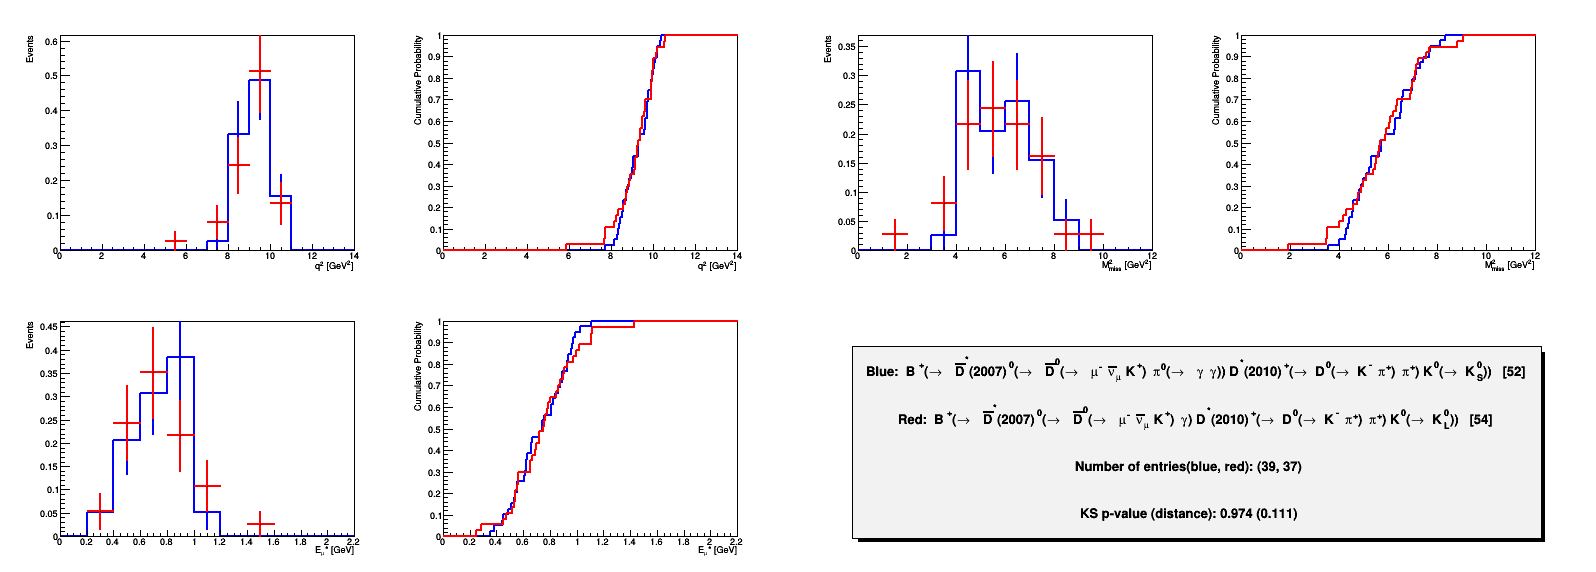 Events
0.6
0.5
0.4
0.3
0.2
0.1
0
0 2 4 6 8 10 12 14
q² [GeV²]
Cumulative Probability
1
0.9
0.8
0.7
0.6
0.5
0.4
0.3
0.2
0.1
0
0 2 4 6 8 10 12 14
q² [GeV²]
Events
0.35
0.3
0.25
0.2
0.15
0.1
0.05
0
0 2 4 6 8 10 12
M²miss [GeV²]
Cumulative Probability
1
0.9
0.8
0.7
0.6
0.5
0.4
0.3
0.2
0.1
0
0 2 4 6 8 10 12
M²miss [GeV²]
Events
0.45
0.4
0.35
0.3
0.25
0.2
0.15
0.1
0.05
0
0 0.2 0.4 0.6 0.8 1 1.2 1.4 1.6 1.8 2 2.2
Eμ* [GeV]
Cumulative Probability
1
0.9
0.8
0.7
0.6
0.5
0.4
0.3
0.2
0.1
0
0 0.2 0.4 0.6 0.8 1 1.2 1.4 1.6 1.8 2 2.2
Eμ* [GeV]
Blue: B⁺(→ D̅*(2007)⁰(→ D̅⁰(→ μ⁻ ν̅μ K⁺) π⁰(→ γ γ)) D*(2010)⁺(→ D⁰(→ K⁻ π⁺) π⁺) K⁰(→ K⁰S)) [52]
Red: B⁺(→ D̅*(2007)⁰(→ D̅⁰(→ μ⁻ ν̅μ K⁺) γ) D*(2010)⁺(→ D⁰(→ K⁻ π⁺) π⁺) K⁰(→ K⁰L)) [54]
Number of entries(blue, red): (39, 37)
KS p-value (distance): 0.974 (0.111)